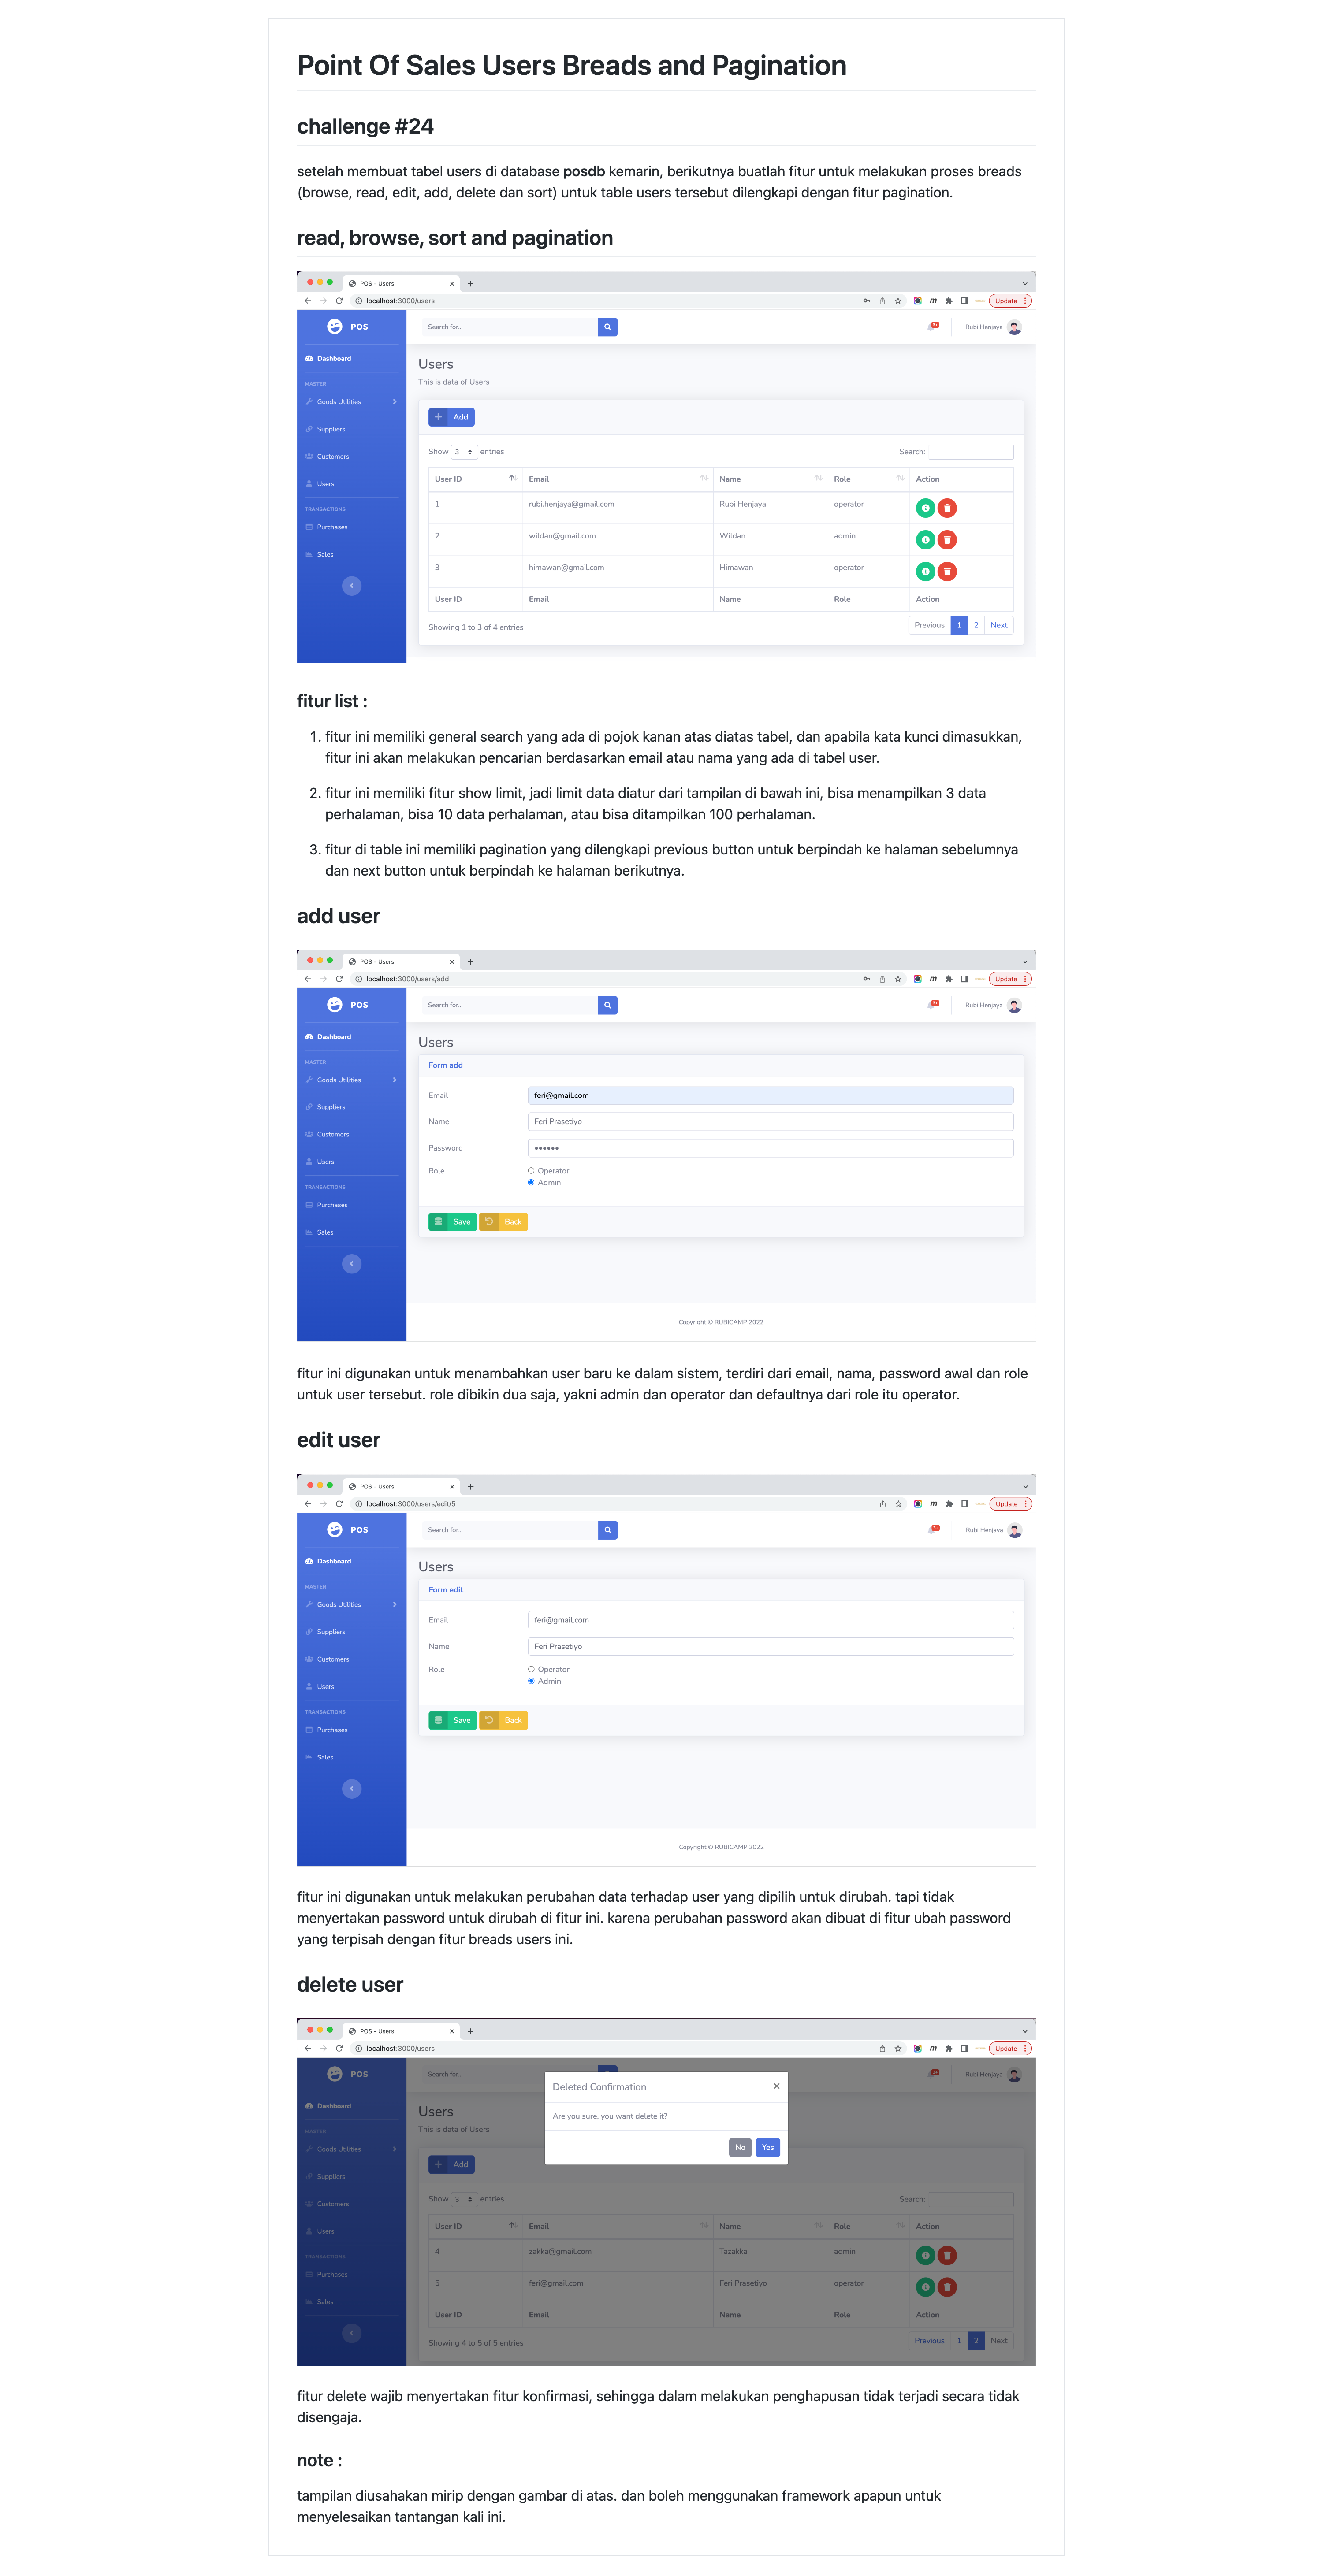 Point Of Sales Users Breads and Pagination
challenge #24
setelah membuat tabel users di database posdb kemarin, berikutnya buatlah fitur untuk melakukan proses breads
(browse, read, edit, add, delete dan sort) untuk table users tersebut dilengkapi dengan fitur pagination.
read, browse, sort and pagination
POS - Users
localhost:3000/users
Update
POS
Search for...
9+
Rubi Henjaya
Dashboard
MASTER
Goods Utilities
Suppliers
Customers
Users
TRANSACTIONS
Purchases
Sales
Users
This is data of Users
Add
Show 3 entries
Search:
User ID Email Name Role Action
1 rubi.henjaya@gmail.com Rubi Henjaya operator
2 wildan@gmail.com Wildan admin
3 himawan@gmail.com Himawan operator
User ID Email Name Role Action
Showing 1 to 3 of 4 entries
Previous 1 2 Next
fitur list :
1. fitur ini memiliki general search yang ada di pojok kanan atas diatas tabel, dan apabila kata kunci dimasukkan,
fitur ini akan melakukan pencarian berdasarkan email atau nama yang ada di tabel user.
2. fitur ini memiliki fitur show limit, jadi limit data diatur dari tampilan di bawah ini, bisa menampilkan 3 data
perhalaman, bisa 10 data perhalaman, atau bisa ditampilkan 100 perhalaman.
3. fitur di table ini memiliki pagination yang dilengkapi previous button untuk berpindah ke halaman sebelumnya
dan next button untuk berpindah ke halaman berikutnya.
add user
POS - Users
localhost:3000/users/add
Update
POS
Search for...
9+
Rubi Henjaya
Dashboard
MASTER
Goods Utilities
Suppliers
Customers
Users
TRANSACTIONS
Purchases
Sales
Users
Form add
Email feri@gmail.com
Name Feri Prasetiyo
Password ••••••
Role Operator
Admin
Save Back
Copyright © RUBICAMP 2022
fitur ini digunakan untuk menambahkan user baru ke dalam sistem, terdiri dari email, nama, password awal dan role
untuk user tersebut. role dibikin dua saja, yakni admin dan operator dan defaultnya dari role itu operator.
edit user
POS - Users
localhost:3000/users/edit/5
Update
POS
Search for...
9+
Rubi Henjaya
Dashboard
MASTER
Goods Utilities
Suppliers
Customers
Users
TRANSACTIONS
Purchases
Sales
Users
Form edit
Email feri@gmail.com
Name Feri Prasetiyo
Role Operator
Admin
Save Back
Copyright © RUBICAMP 2022
fitur ini digunakan untuk melakukan perubahan data terhadap user yang dipilih untuk dirubah. tapi tidak
menyertakan password untuk dirubah di fitur ini. karena perubahan password akan dibuat di fitur ubah password
yang terpisah dengan fitur breads users ini.
delete user
POS - Users
localhost:3000/users
Update
POS
Search for...
9+
Rubi Henjaya
Deleted Confirmation
Are you sure, you want delete it?
No Yes
Dashboard
MASTER
Goods Utilities
Suppliers
Customers
Users
TRANSACTIONS
Purchases
Sales
Users
This is data of Users
Add
Show 3 entries
Search:
User ID Email Name Role Action
4 zakka@gmail.com Tazakka admin
5 feri@gmail.com Feri Prasetiyo operator
User ID Email Name Role Action
Showing 4 to 5 of 5 entries
Previous 1 2 Next
fitur delete wajib menyertakan fitur konfirmasi, sehingga dalam melakukan penghapusan tidak terjadi secara tidak
disengaja.
note :
tampilan diusahakan mirip dengan gambar di atas. dan boleh menggunakan framework apapun untuk
menyelesaikan tantangan kali ini.